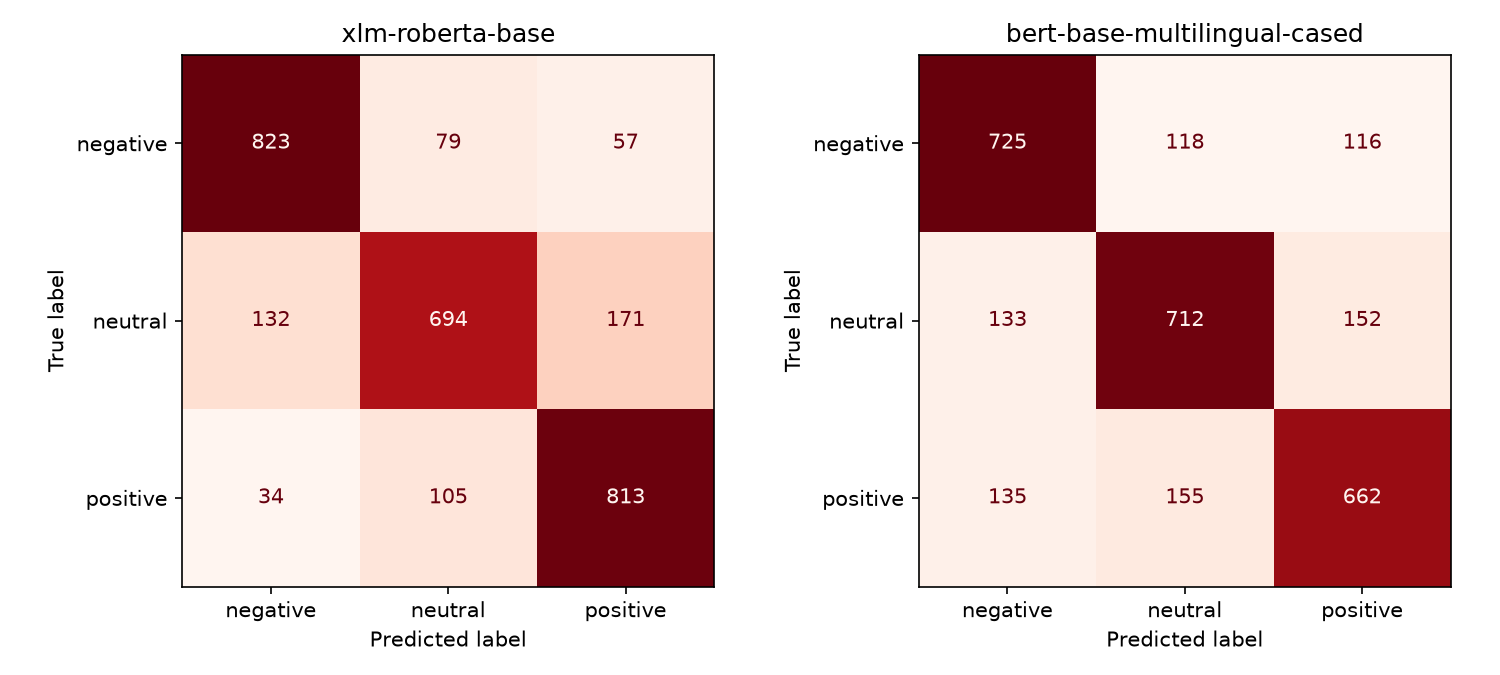 xlm-roberta-base
True label
negative 823 79 57
neutral 132 694 171
positive 34 105 813
negative neutral positive
Predicted label
bert-base-multilingual-cased
True label
negative 725 118 116
neutral 133 712 152
positive 135 155 662
negative neutral positive
Predicted label